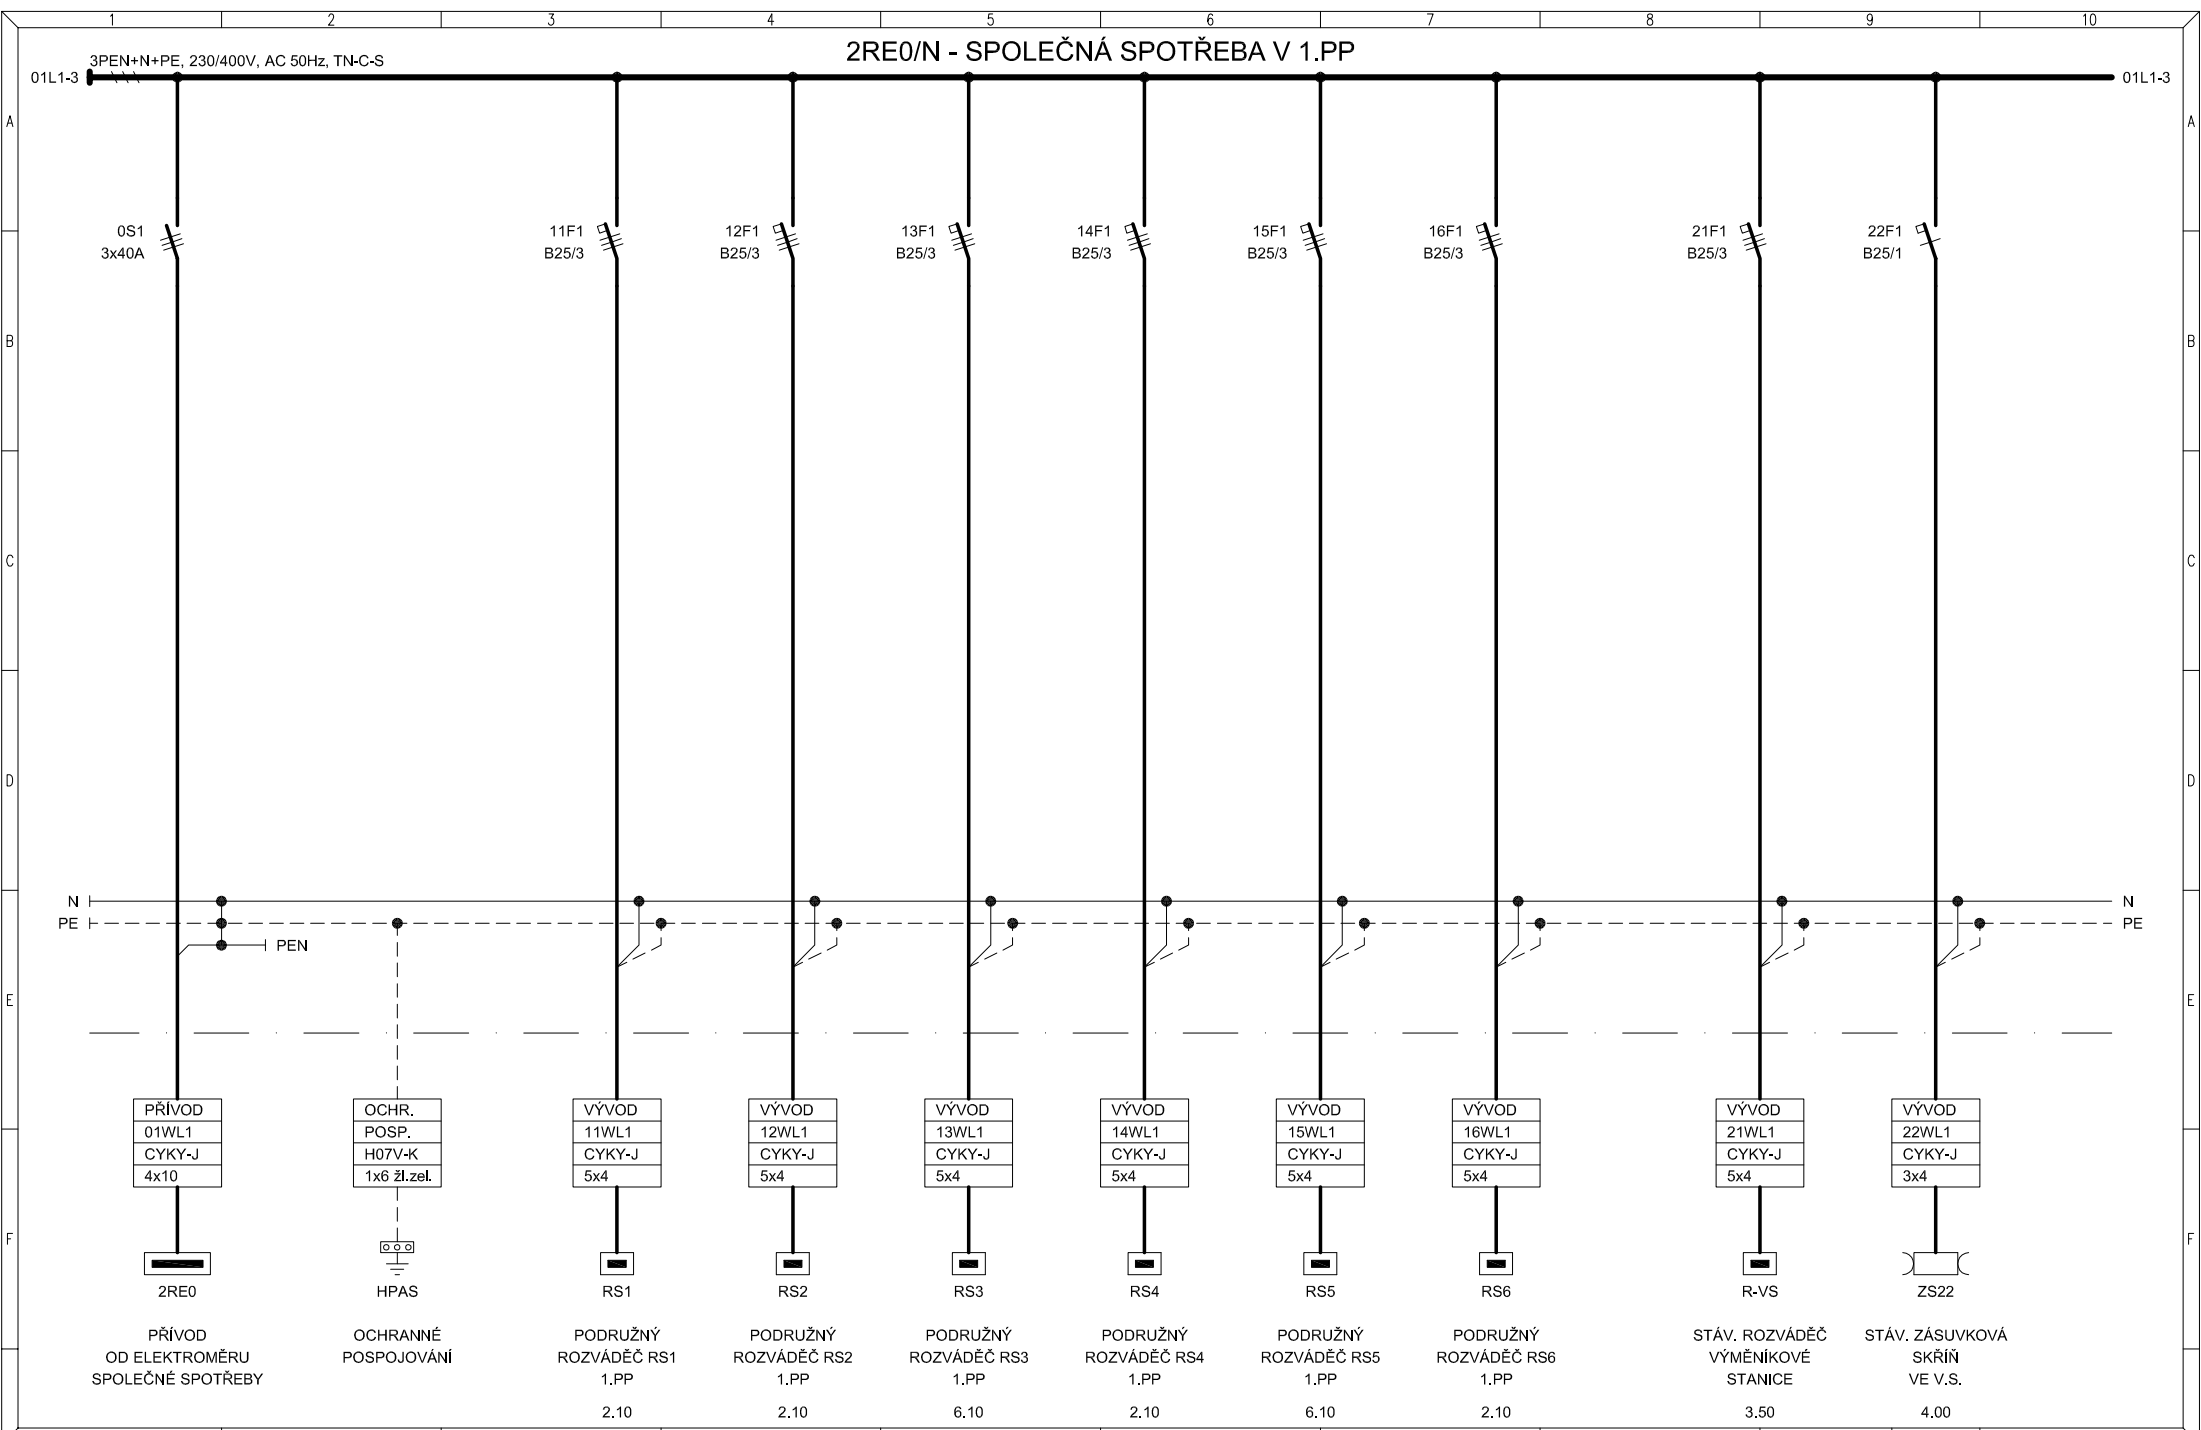 1 2 3 4 5 6 7 8 9 10
2RE0/N - SPOLEČNÁ SPOTŘEBA V 1.PP
3PEN+N+PE, 230/400V, AC 50Hz, TN-C-S
01L1-3 01L1-3
A A
0S1 11F1 12F1 13F1 14F1 15F1 16F1 21F1 22F1
3x40A B25/3 B25/3 B25/3 B25/3 B25/3 B25/3 B25/3 B25/1
B B
C C
D D
N N
PE PE
PEN
E E
PŘÍVOD OCHR. VÝVOD VÝVOD VÝVOD VÝVOD VÝVOD VÝVOD VÝVOD VÝVOD
01WL1 POSP. 11WL1 12WL1 13WL1 14WL1 15WL1 16WL1 21WL1 22WL1
CYKY-J H07V-K CYKY-J CYKY-J CYKY-J CYKY-J CYKY-J CYKY-J CYKY-J CYKY-J
4x10 1x6 žl.zel. 5x4 5x4 5x4 5x4 5x4 5x4 5x4 3x4
F F
2RE0 HPAS RS1 RS2 RS3 RS4 RS5 RS6 R-VS ZS22
PŘÍVOD OCHRANNÉ PODRUŽNÝ PODRUŽNÝ PODRUŽNÝ PODRUŽNÝ PODRUŽNÝ PODRUŽNÝ STÁV. ROZVÁDĚČ STÁV. ZÁSUVKOVÁ
OD ELEKTROMĚRU POSPOJOVÁNÍ ROZVÁDĚČ RS1 ROZVÁDĚČ RS2 ROZVÁDĚČ RS3 ROZVÁDĚČ RS4 ROZVÁDĚČ RS5 ROZVÁDĚČ RS6 VÝMĚNÍKOVÉ SKŘÍŇ
SPOLEČNÉ SPOTŘEBY 1.PP 1.PP 1.PP 1.PP 1.PP 1.PP STANICE VE V.S.
2.10 2.10 6.10 2.10 6.10 2.10 3.50 4.00